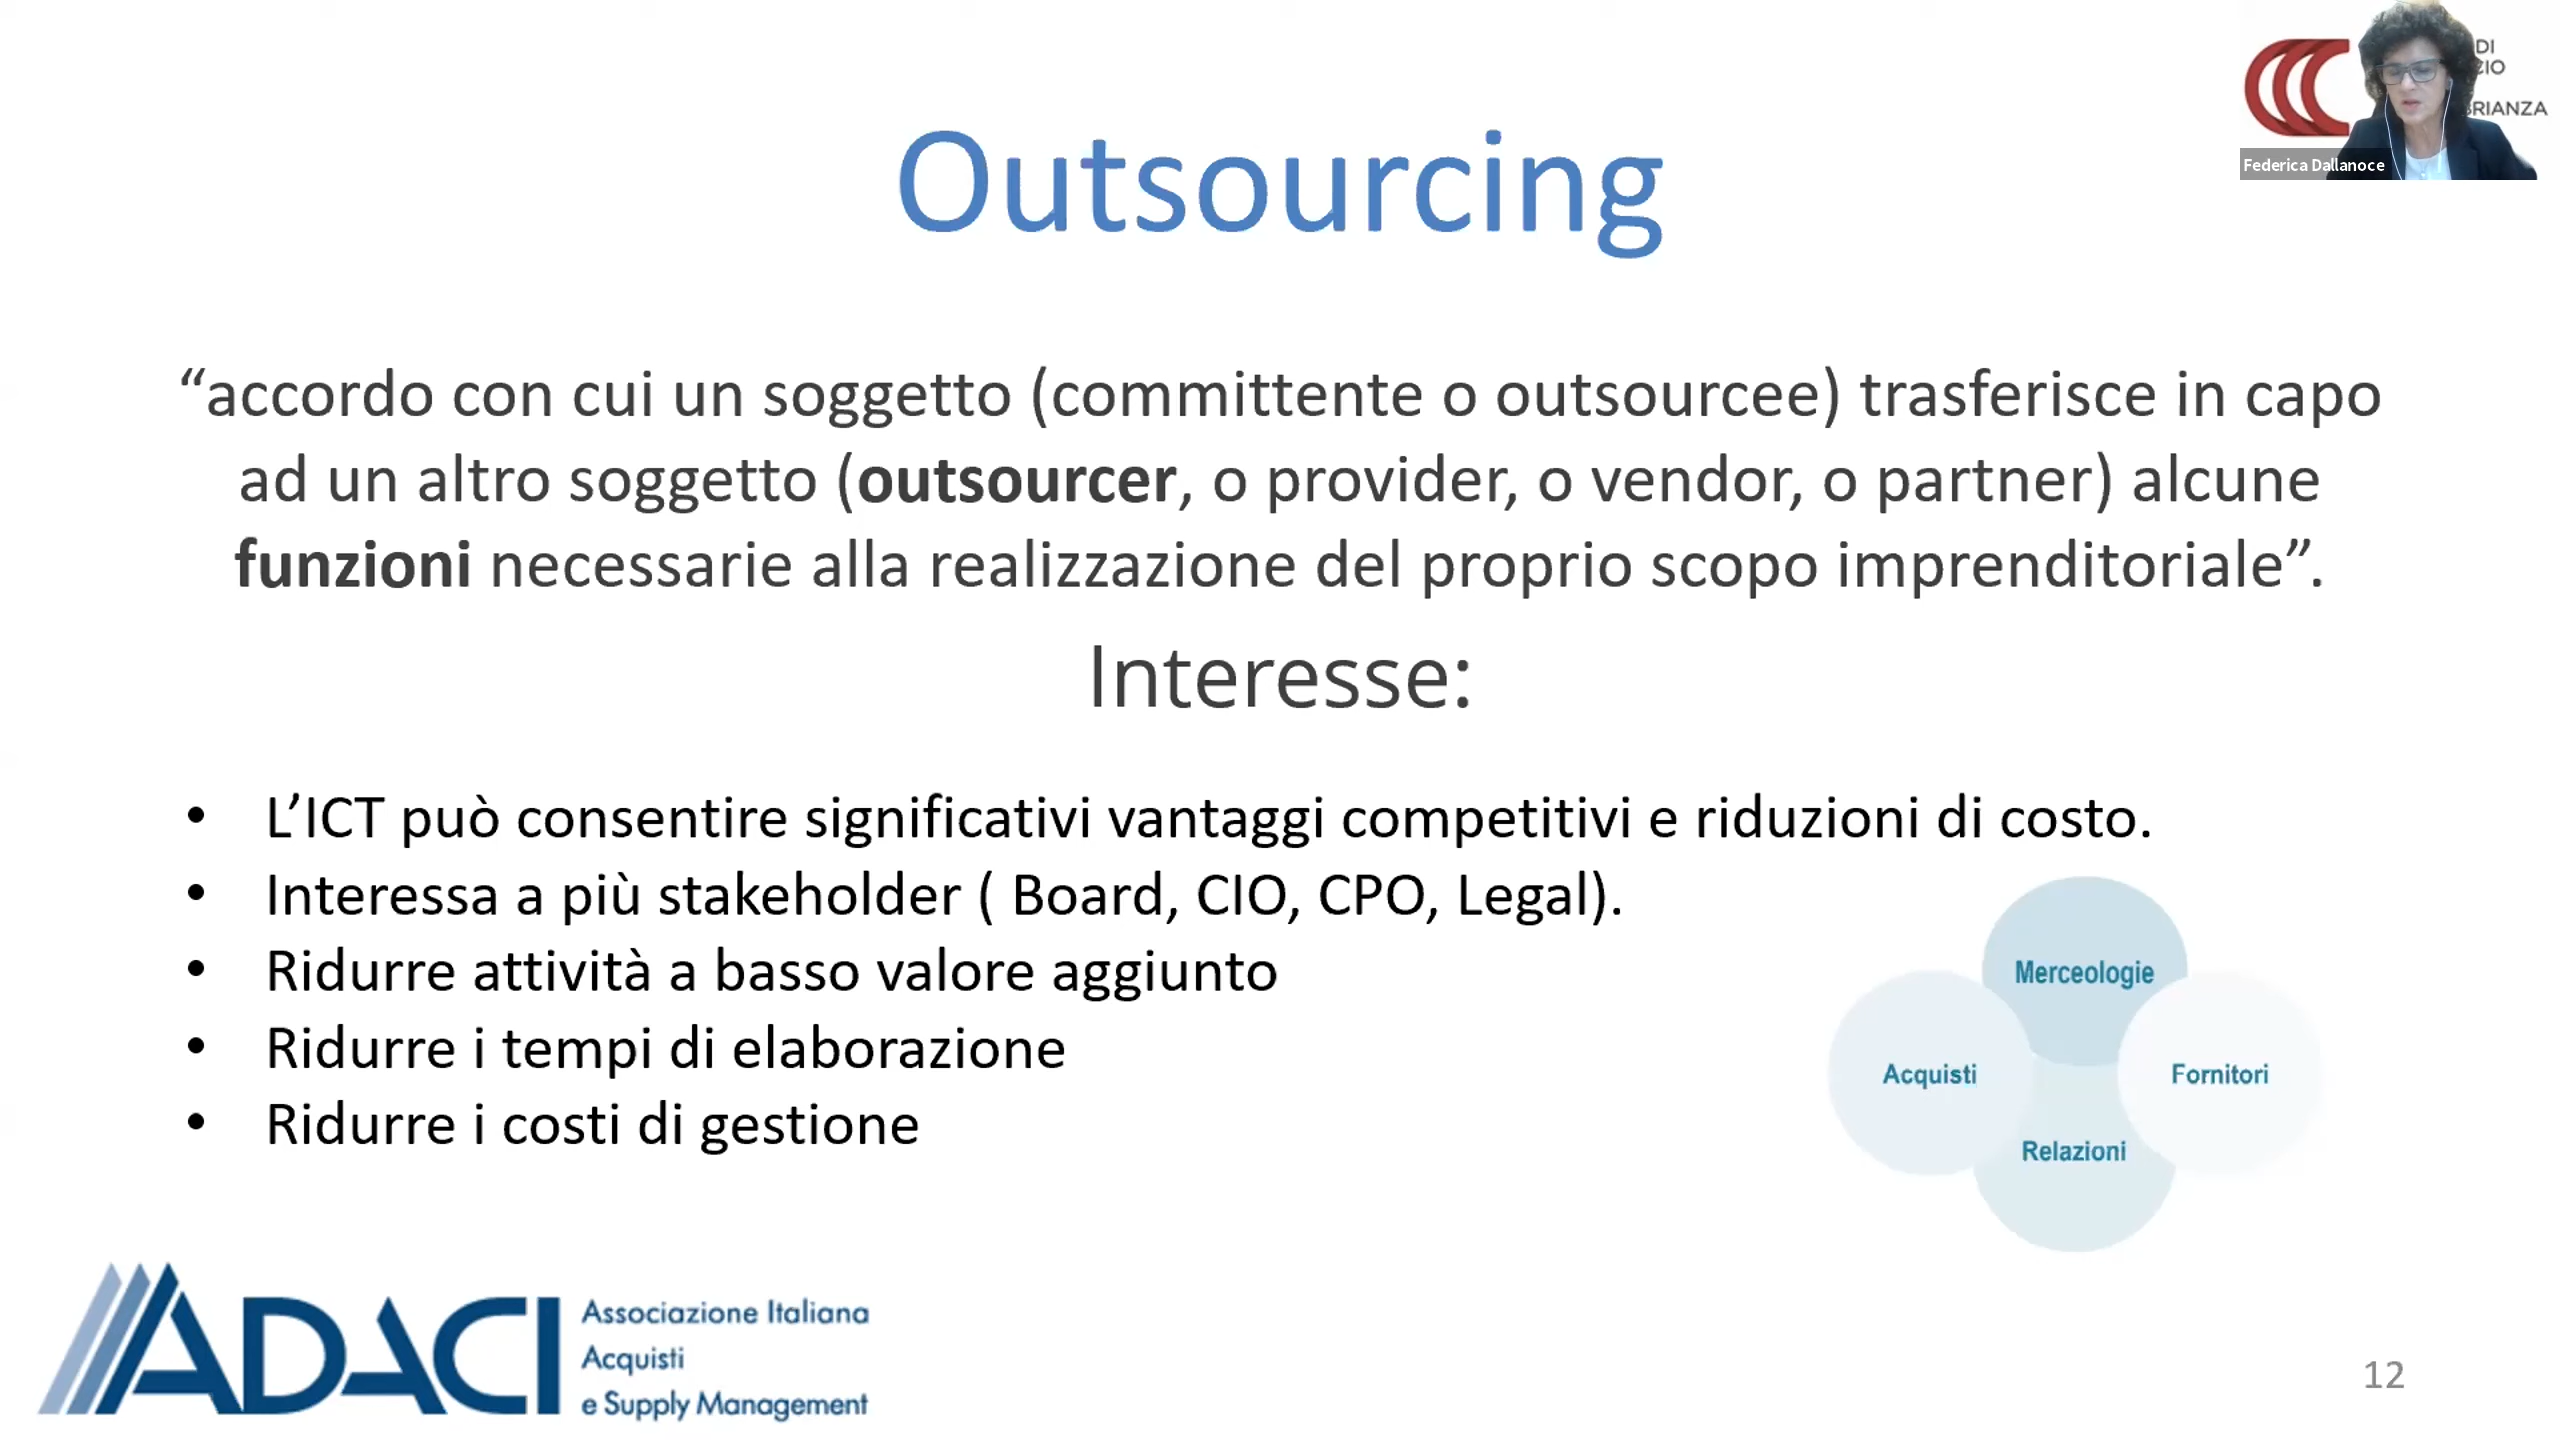 DI
CIO
BRIANZA
Federica Dallanoce
Outsourcing
“accordo con cui un soggetto (committente o outsourcee) trasferisce in capo
ad un altro soggetto (outsourcer, o provider, o vendor, o partner) alcune
funzioni necessarie alla realizzazione del proprio scopo imprenditoriale”.
Interesse:
• L’ICT può consentire significativi vantaggi competitivi e riduzioni di costo.
• Interessa a più stakeholder ( Board, CIO, CPO, Legal).
• Ridurre attività a basso valore aggiunto
• Ridurre i tempi di elaborazione
• Ridurre i costi di gestione
Merceologie
Acquisti
Fornitori
Relazioni
ADACI
Associazione Italiana
Acquisti
e Supply Management
12